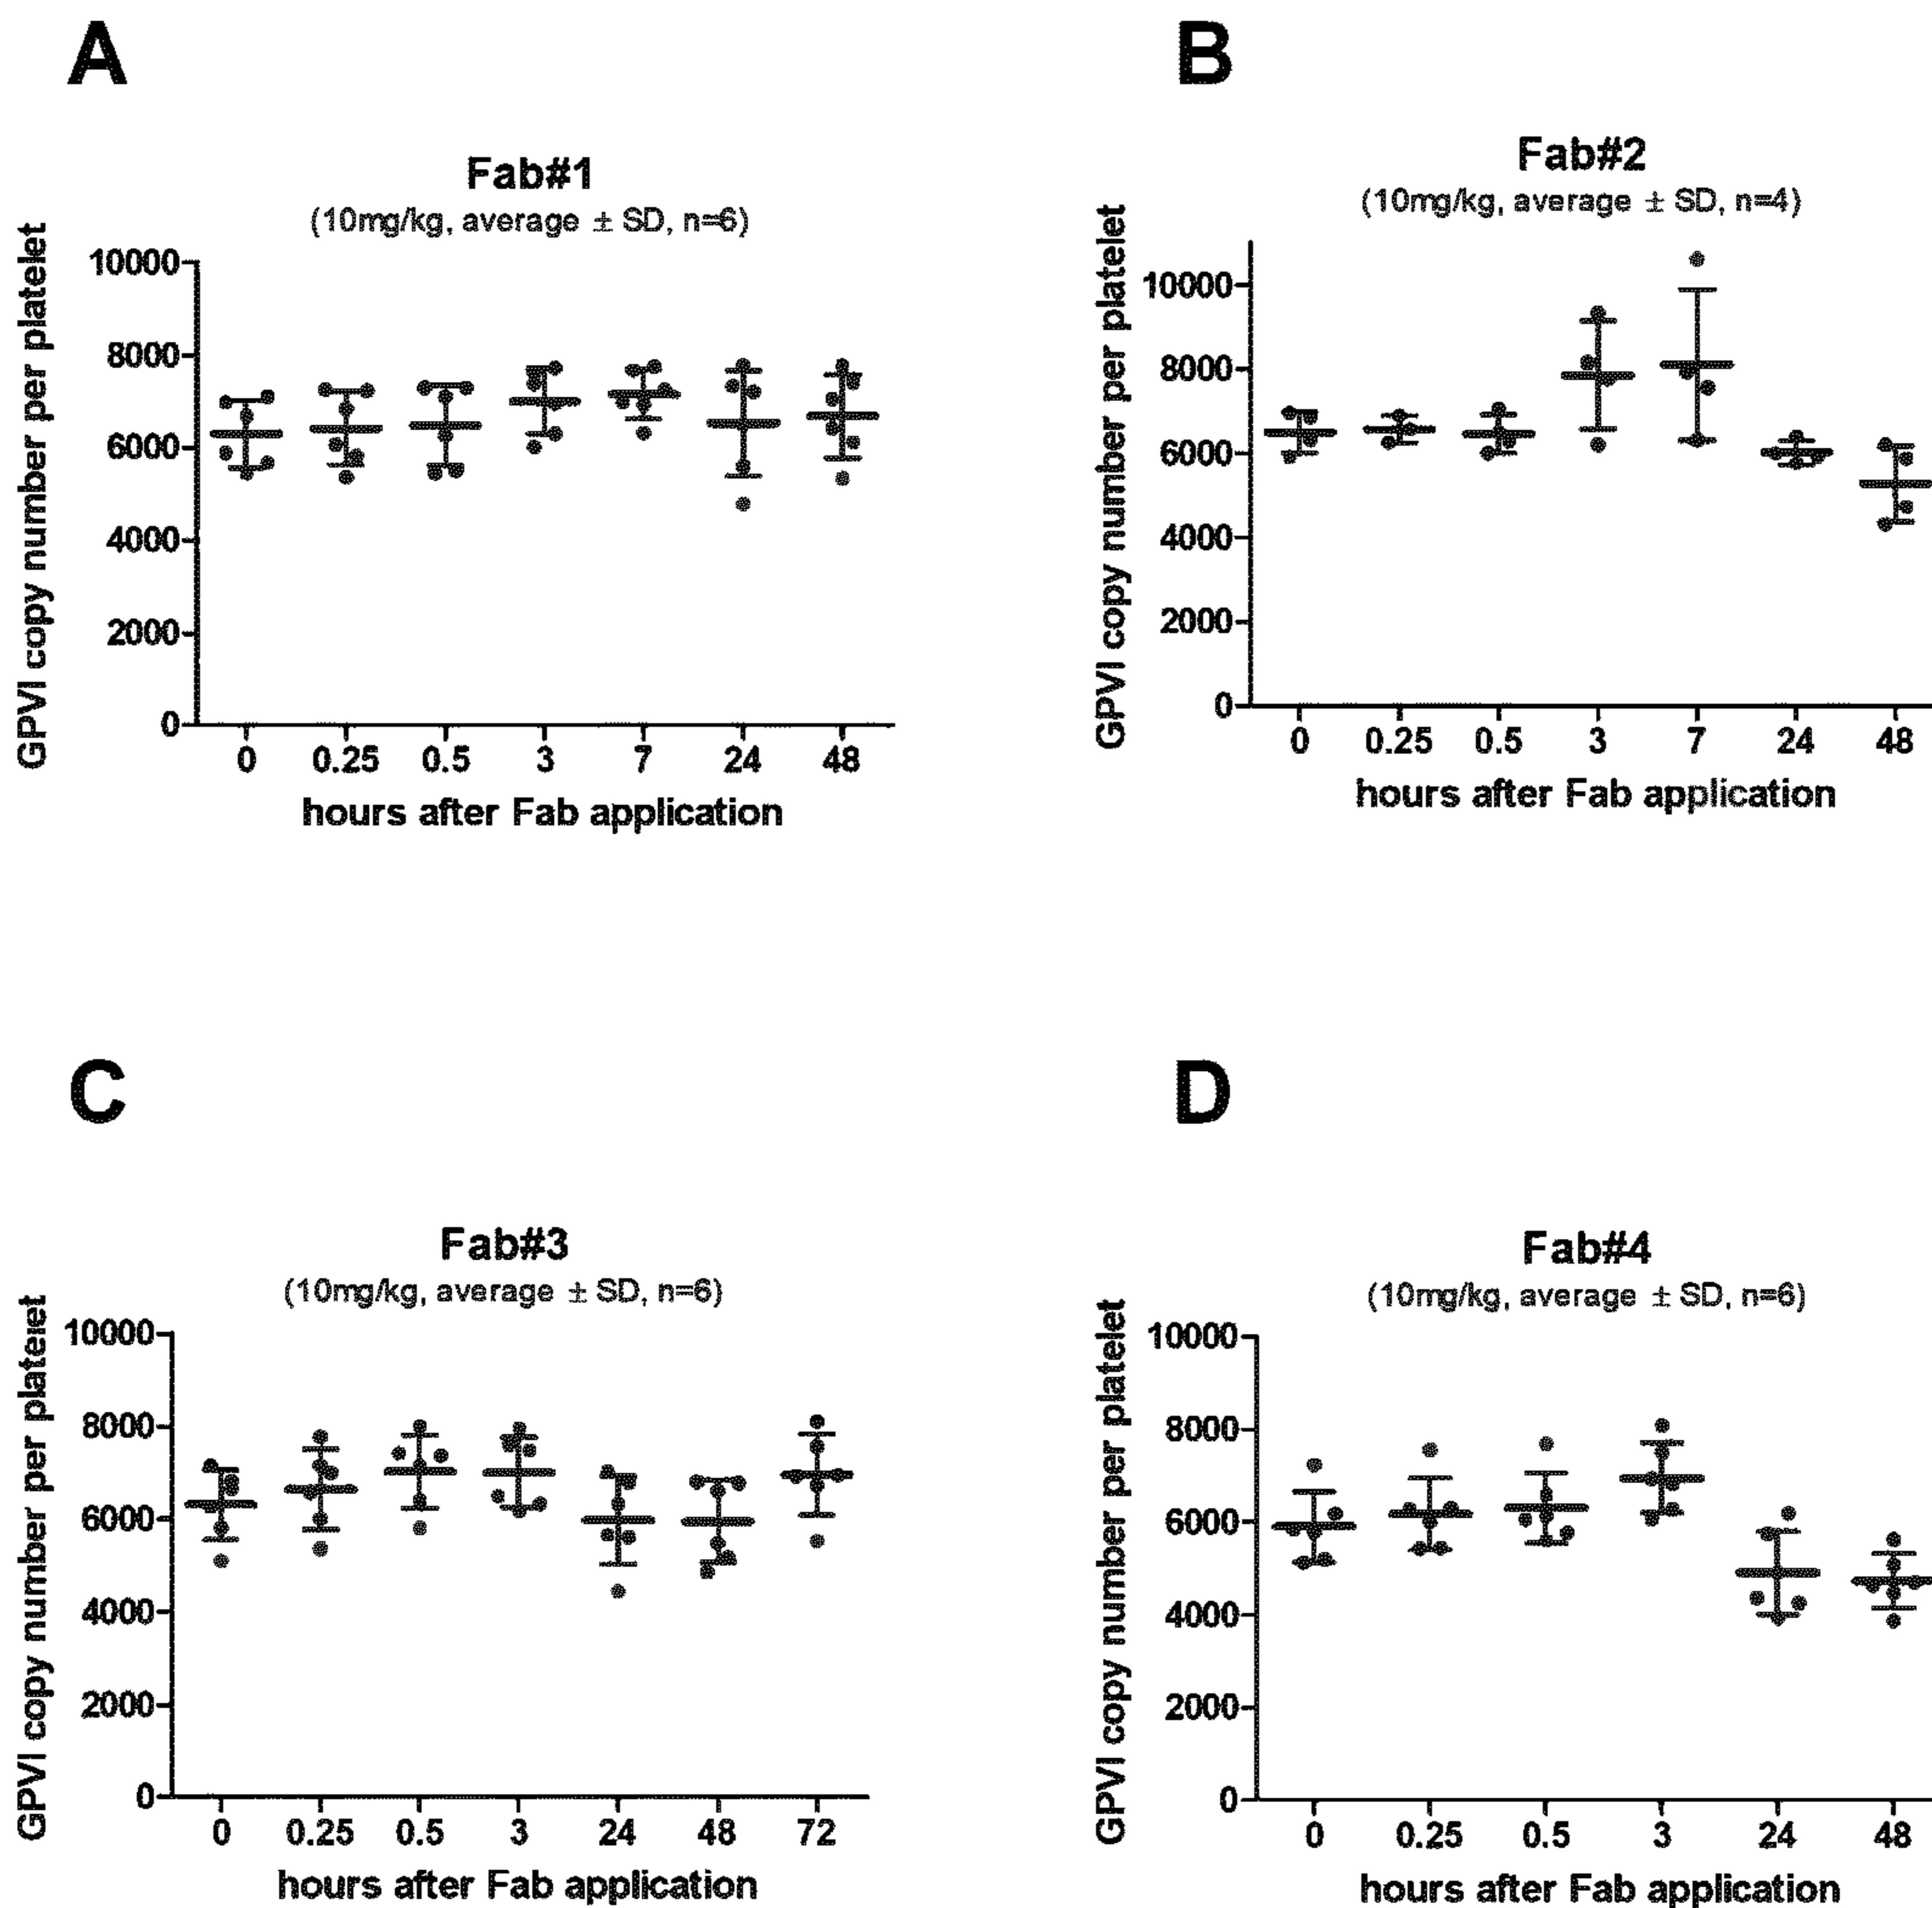 A
Fab#1
(10mg/kg, average ± SD, n=6)
GPVI copy number per platelet
10000
8000
6000
4000
2000
0
0 0.25 0.5 3 7 24 48
hours after Fab application
B
Fab#2
(10mg/kg, average ± SD, n=4)
GPVI copy number per platelet
10000
8000
6000
4000
2000
0
0 0.25 0.5 3 7 24 48
hours after Fab application
C
Fab#3
(10mg/kg, average ± SD, n=6)
GPVI copy number per platelet
10000
8000
6000
4000
2000
0
0 0.25 0.5 3 24 48 72
hours after Fab application
D
Fab#4
(10mg/kg, average ± SD, n=6)
GPVI copy number per platelet
10000
8000
6000
4000
2000
0
0 0.25 0.5 3 24 48
hours after Fab application